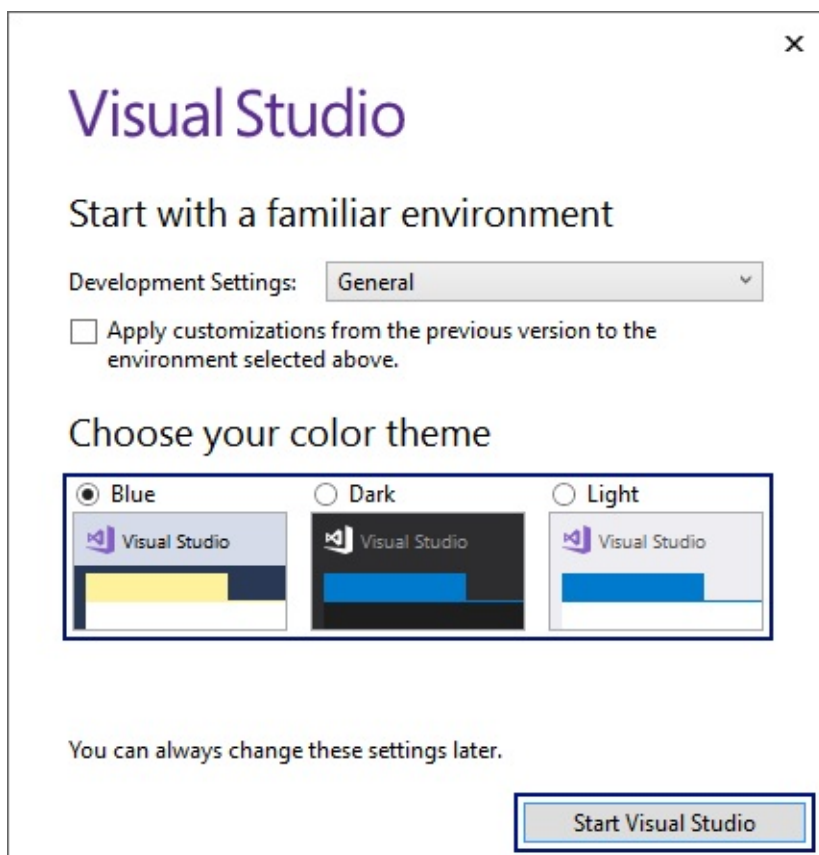 Visual Studio
Start with a familiar environment
Development Settings: General
Apply customizations from the previous version to the
environment selected above.
Choose your color theme
Blue Dark Light
Visual Studio Visual Studio Visual Studio
You can always change these settings later.
Start Visual Studio